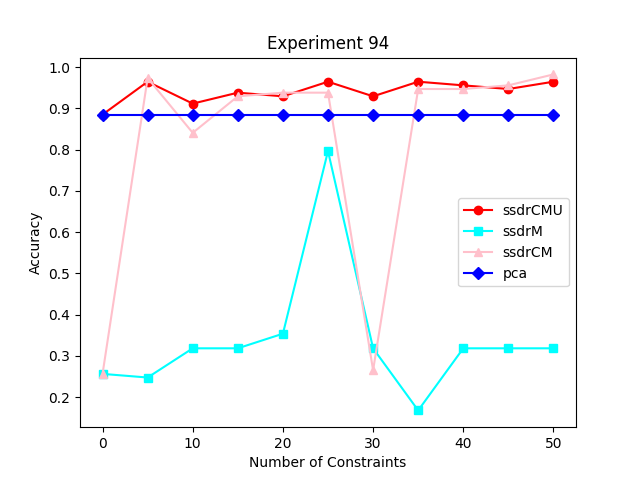 Experiment 94
Accuracy
1.0
0.9
0.8
0.7
0.6
0.5
0.4
0.3
0.2
ssdrCMU
ssdrM
ssdrCM
pca
0 10 20 30 40 50
Number of Constraints